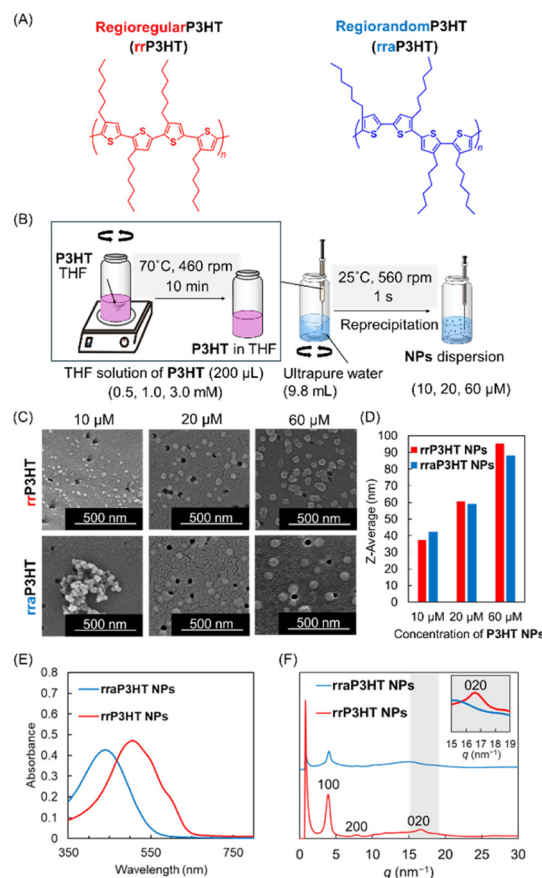 (A)
RegioregularP3HT
(rrP3HT)
RegiorandomP3HT
(rraP3HT)
S
S
S
S
n
S
S
S
S
n
(B)
P3HT
THF
70°C, 460 rpm
10 min
P3HT in THF
THF solution of P3HT (200 μL)
(0.5, 1.0, 3.0 mM)
25°C, 560 rpm
1 s
Reprecipitation
Ultrapure water
(9.8 mL)
NPs dispersion
(10, 20, 60 μM)
(C)
10 μM
20 μM
60 μM
rrP3HT
500 nm
500 nm
500 nm
rraP3HT
500 nm
500 nm
500 nm
(D)
100
90
80
70
60
50
40
30
20
10
0
Z-Average (nm)
rrP3HT NPs
rraP3HT NPs
10 μM
20 μM
60 μM
Concentration of P3HT NPs
(E)
0.8
0.7
0.6
0.5
0.4
0.3
0.2
0.1
0
Absorbance
rraP3HT NPs
rrP3HT NPs
350
550
750
Wavelength (nm)
(F)
rraP3HT NPs
rrP3HT NPs
020
15 16 17 18 19
q (nm⁻¹)
100
200
020
0
5
10
15
20
25
30
q (nm⁻¹)